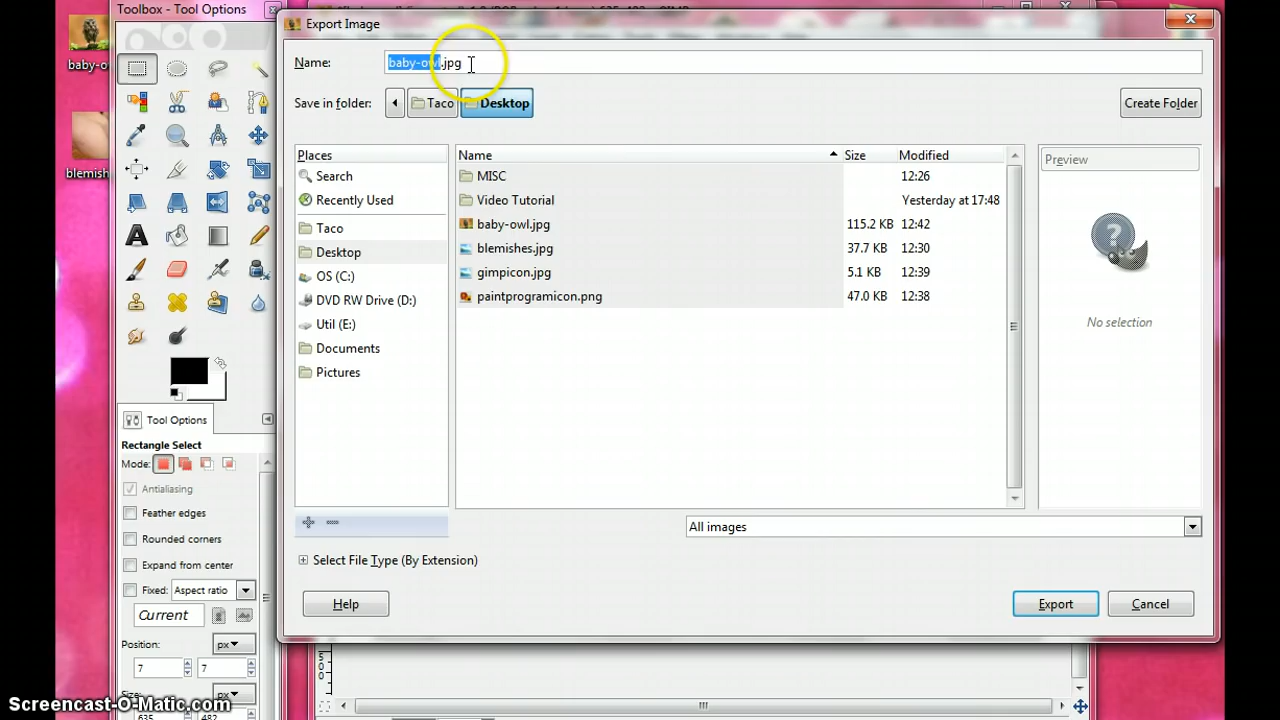 Toolbox - Tool Options
Export Image
Name: baby-owl.jpg
Save in folder: Taco Desktop Create Folder
Places
Search
Recently Used
Taco
Desktop
OS (C:)
DVD RW Drive (D:)
Util (E:)
Documents
Pictures
Name Size Modified
MISC 12:26
Video Tutorial Yesterday at 17:48
baby-owl.jpg 115.2 KB 12:42
blemishes.jpg 37.7 KB 12:30
gimpicon.jpg 5.1 KB 12:39
paintprogramicon.png 47.0 KB 12:38
Preview
No selection
All images
Select File Type (By Extension)
Help Export Cancel
baby-o
blemish
Tool Options
Rectangle Select
Mode:
Antialiasing
Feather edges
Rounded corners
Expand from center
Fixed: Aspect ratio
Current
Position: px
7 7
Size: px
635 482
500
Screencast-O-Matic.com